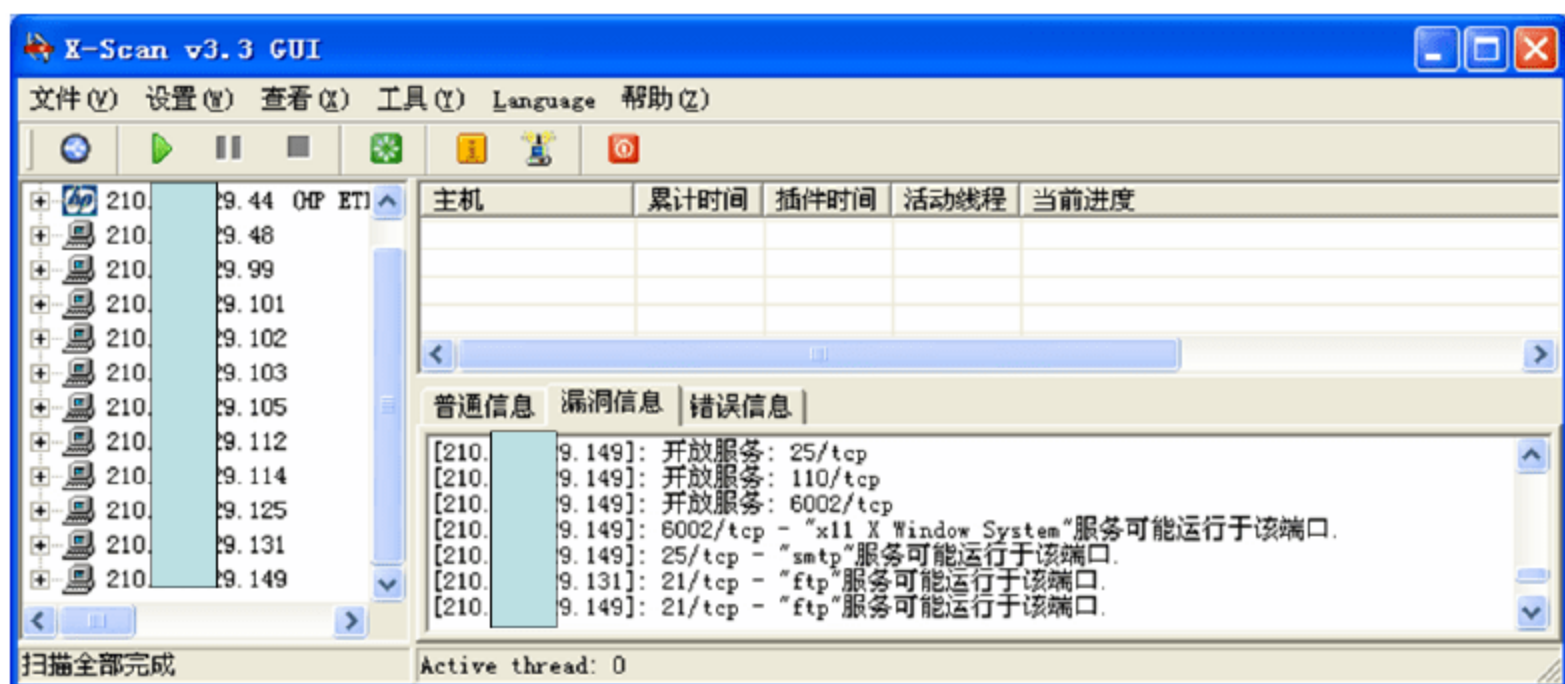 X-Scan v3.3 GUI
文件(V) 设置(W) 查看(X) 工具(Y) Language 帮助(Z)
210. 29.44 (HP ETH
210. 29.48
210. 29.99
210. 29.101
210. 29.102
210. 29.103
210. 29.105
210. 29.112
210. 29.114
210. 29.125
210. 29.131
210. 29.149
主机 累计时间 插件时间 活动线程 当前进度
普通信息 漏洞信息 错误信息
[210. 9.149]: 开放服务: 25/tcp
[210. 9.149]: 开放服务: 110/tcp
[210. 9.149]: 开放服务: 6002/tcp
[210. 9.149]: 6002/tcp - "x11 X Window System"服务可能运行于该端口.
[210. 9.149]: 25/tcp - "smtp"服务可能运行于该端口.
[210. 9.131]: 21/tcp - "ftp"服务可能运行于该端口.
[210. 9.149]: 21/tcp - "ftp"服务可能运行于该端口.
扫描全部完成
Active thread: 0